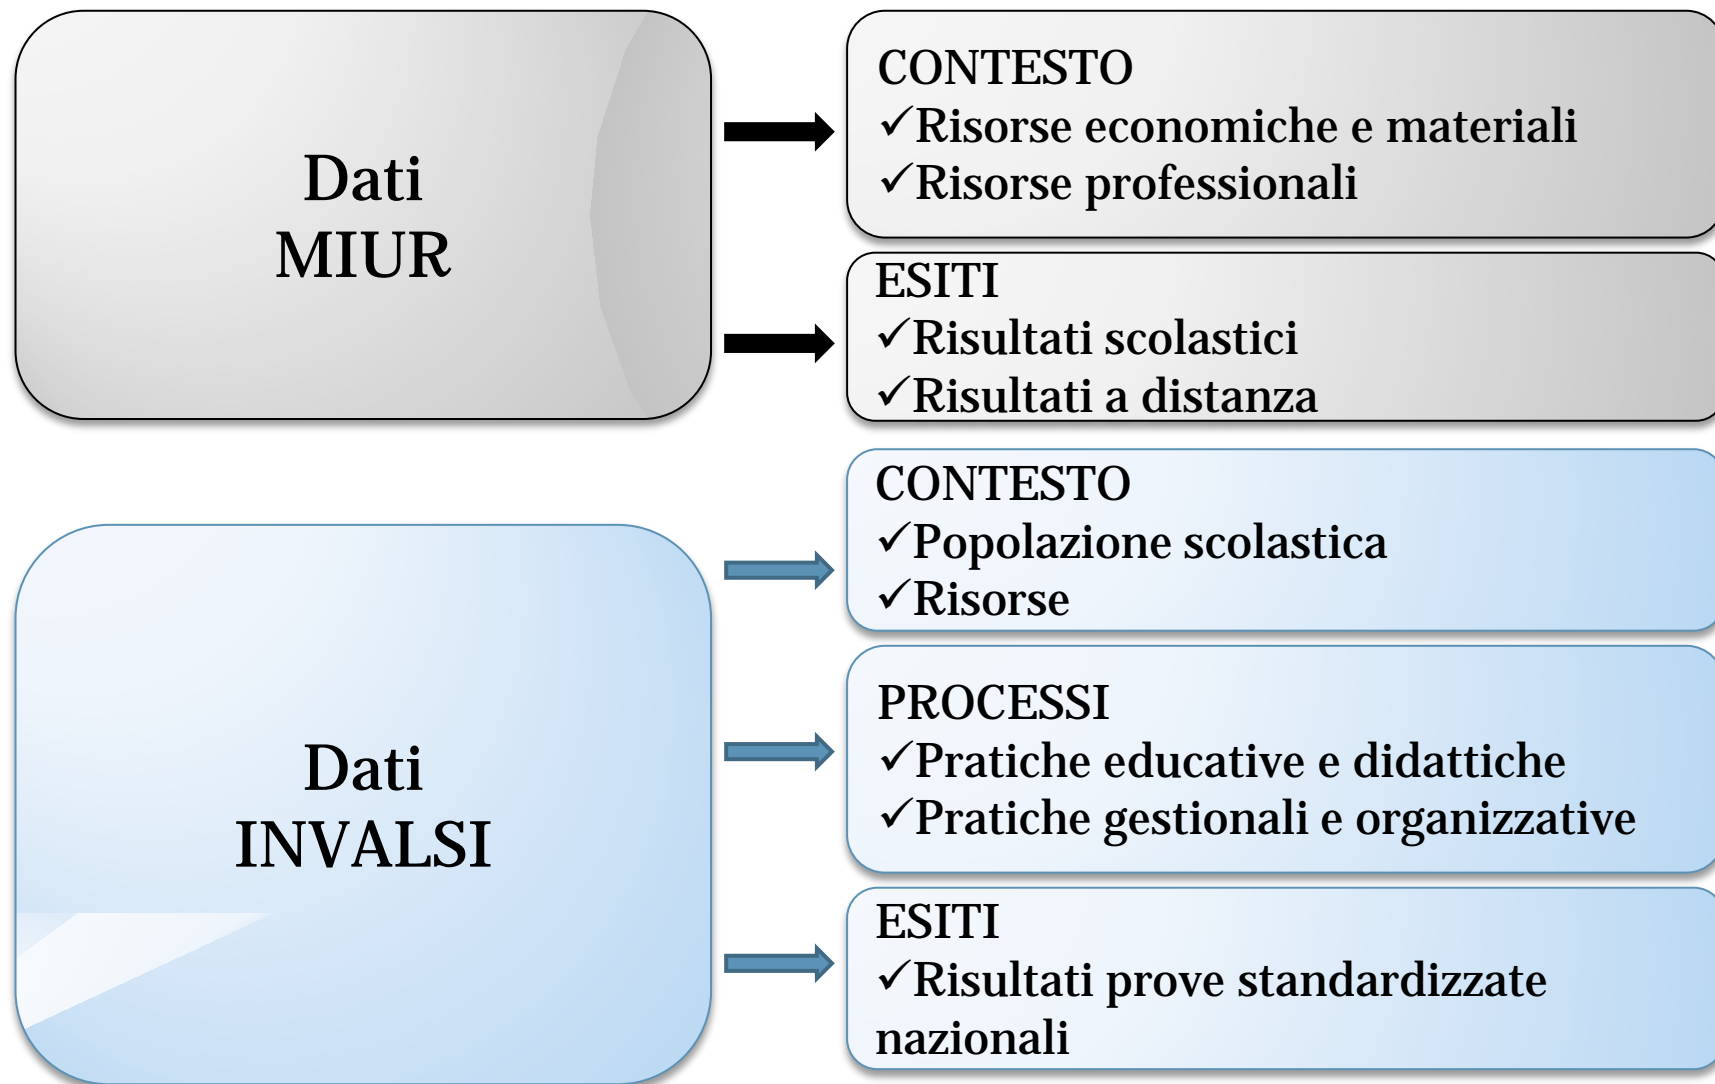 Dati
MIUR
CONTESTO
✓Risorse economiche e materiali
✓Risorse professionali
ESITI
✓Risultati scolastici
✓Risultati a distanza
Dati
INVALSI
CONTESTO
✓Popolazione scolastica
✓Risorse
PROCESSI
✓Pratiche educative e didattiche
✓Pratiche gestionali e organizzative
ESITI
✓Risultati prove standardizzate
nazionali